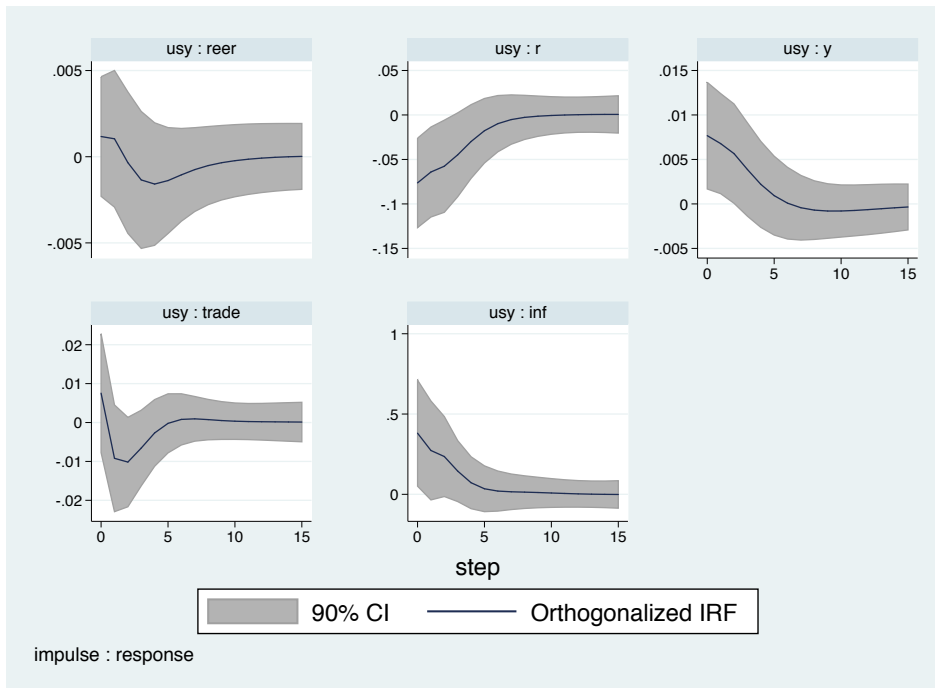 usy : reer
.005
0
-.005
usy : r
.05
0
-.05
-.1
-.15
usy : y
.015
.01
.005
0
-.005
0 5 10 15
usy : trade
.02
.01
0
-.01
-.02
0 5 10 15
usy : inf
1
.5
0
0 5 10 15
step
90% CI Orthogonalized IRF
impulse : response